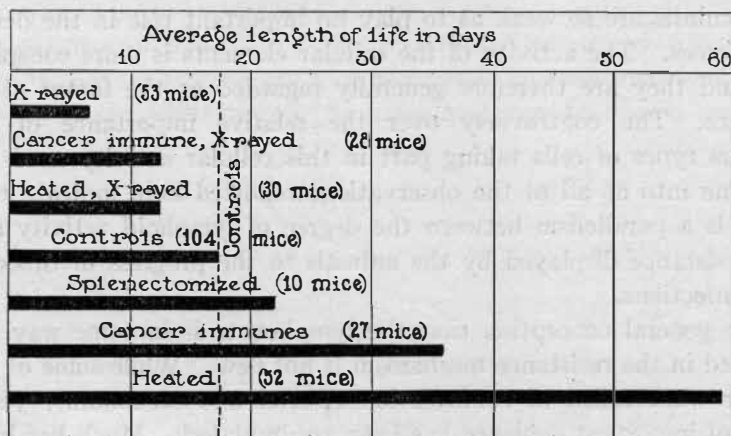 Average length of life in days
10 20 30 40 50 60
X-rayed (53 mice)
Cancer immune, X-rayed (28 mice)
Heated, X-rayed (30 mice)
Controls
Controls (104 mice)
Splenectomized (10 mice)
Cancer immunes (27 mice)
Heated (52 mice)